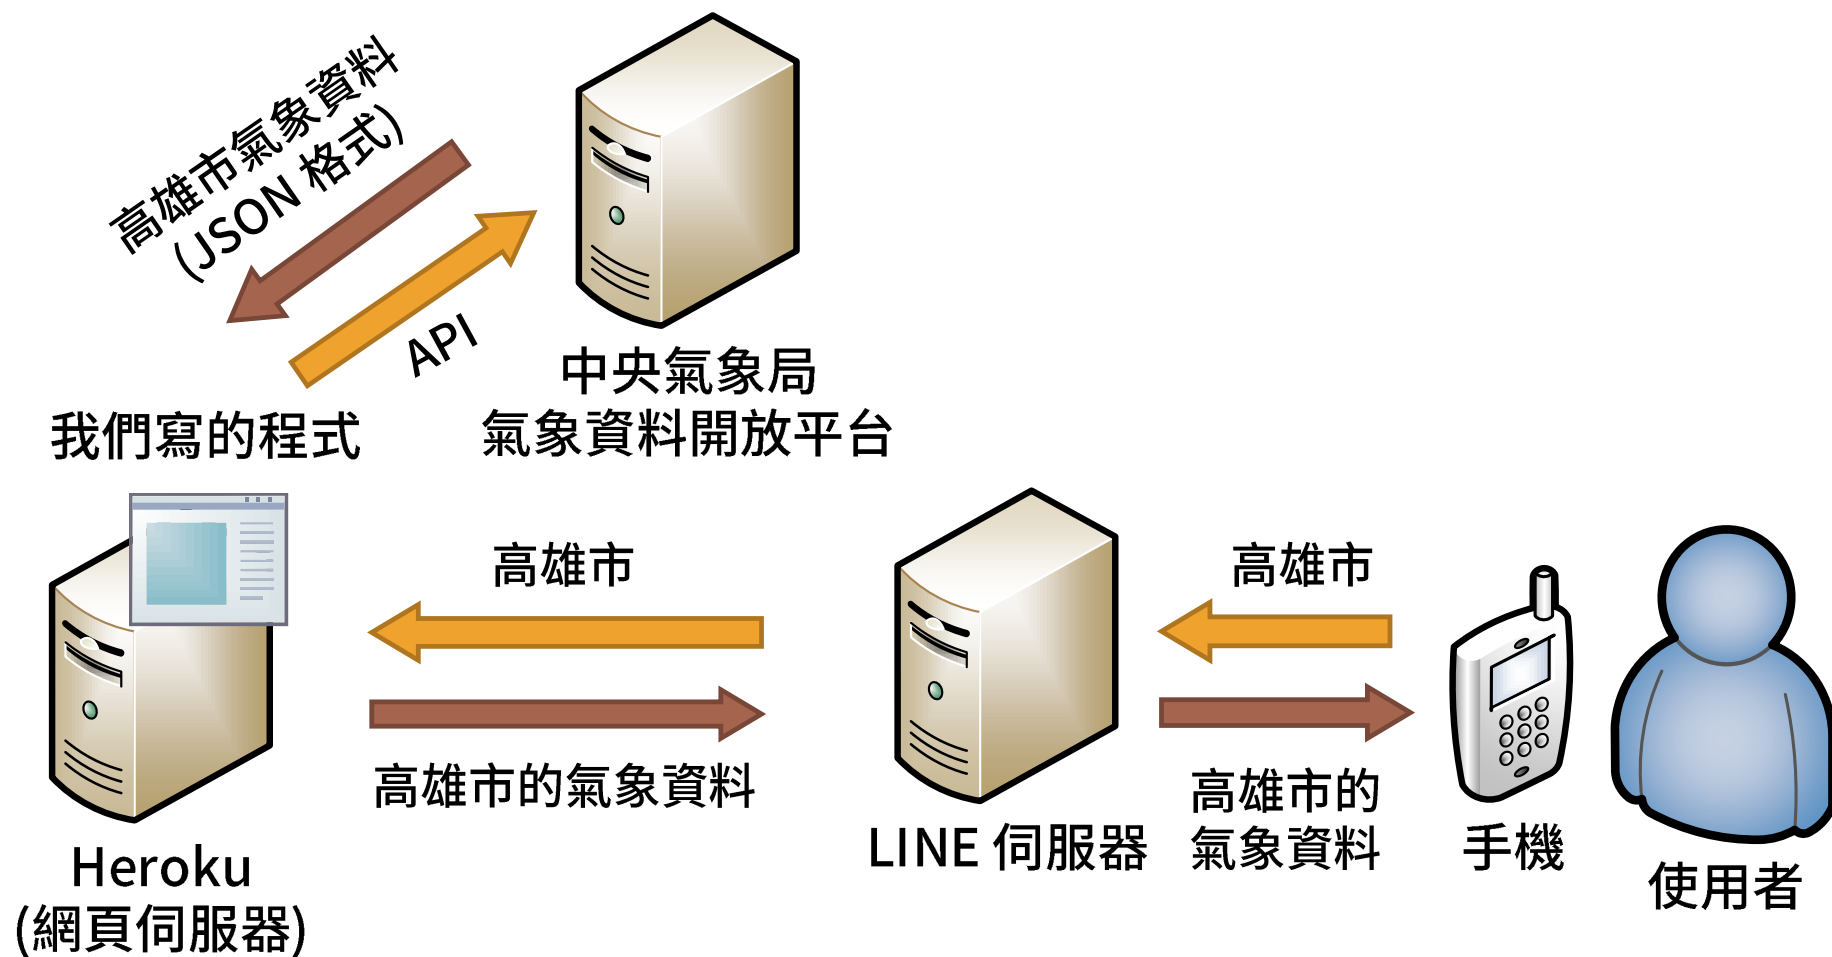 高雄市氣象資料
(JSON 格式)
API
中央氣象局
氣象資料開放平台
我們寫的程式
高雄市
高雄市
高雄市的氣象資料
高雄市的
氣象資料
LINE 伺服器
手機
使用者
Heroku
(網頁伺服器)